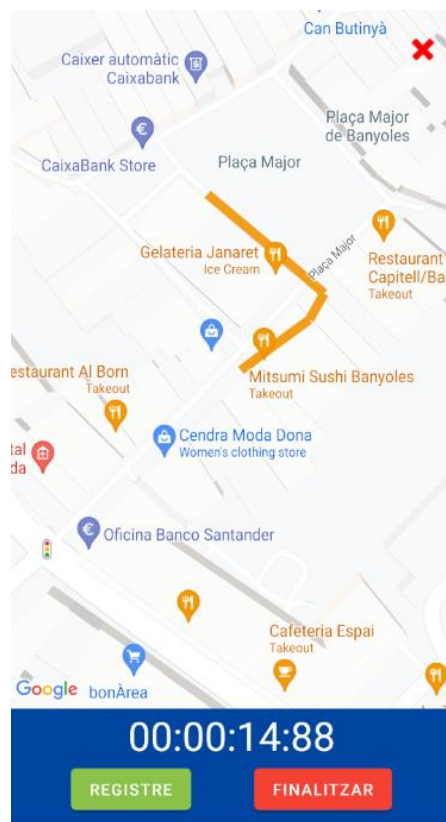 Can Butinyà
Caixer automàtic
Caixabank
Plaça Major
de Banyoles
CaixaBank Store
Plaça Major
Gelateria Janaret
Ice Cream
Plaça Major
Restaurant
Capitell/Ba
Takeout
estaurant Al Born
Takeout
Mitsumi Sushi Banyoles
Takeout
Cendra Moda Dona
Women's clothing store
tal
da
Oficina Banco Santander
Cafeteria Espai
Takeout
Google
bonÀrea
00:00:14:88
REGISTRE
FINALITZAR